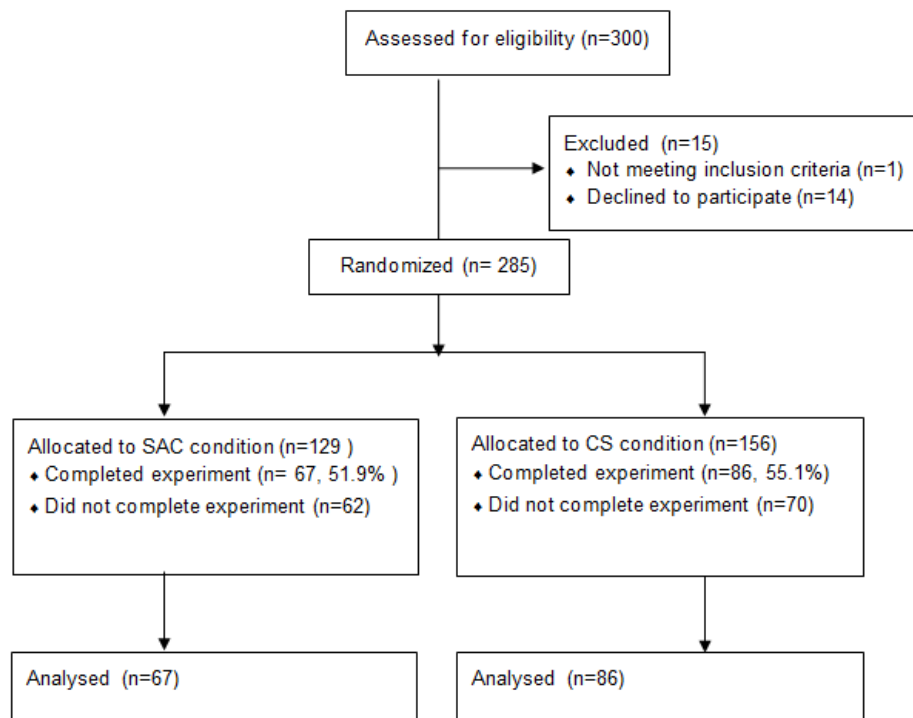 Assessed for eligibility (n=300)
Excluded  (n=15)
⬥ Not meeting inclusion criteria (n=1)
⬥ Declined to participate (n=14)
Randomized (n= 285)
Allocated to SAC condition (n=129 )
⬥ Completed experiment (n= 67, 51.9% )
⬥ Did not complete experiment (n=62)
Allocated to CS condition (n=156)
⬥ Completed experiment (n=86, 55.1%)
⬥ Did not complete experiment (n=70)
Analysed  (n=67)
Analysed  (n=86)